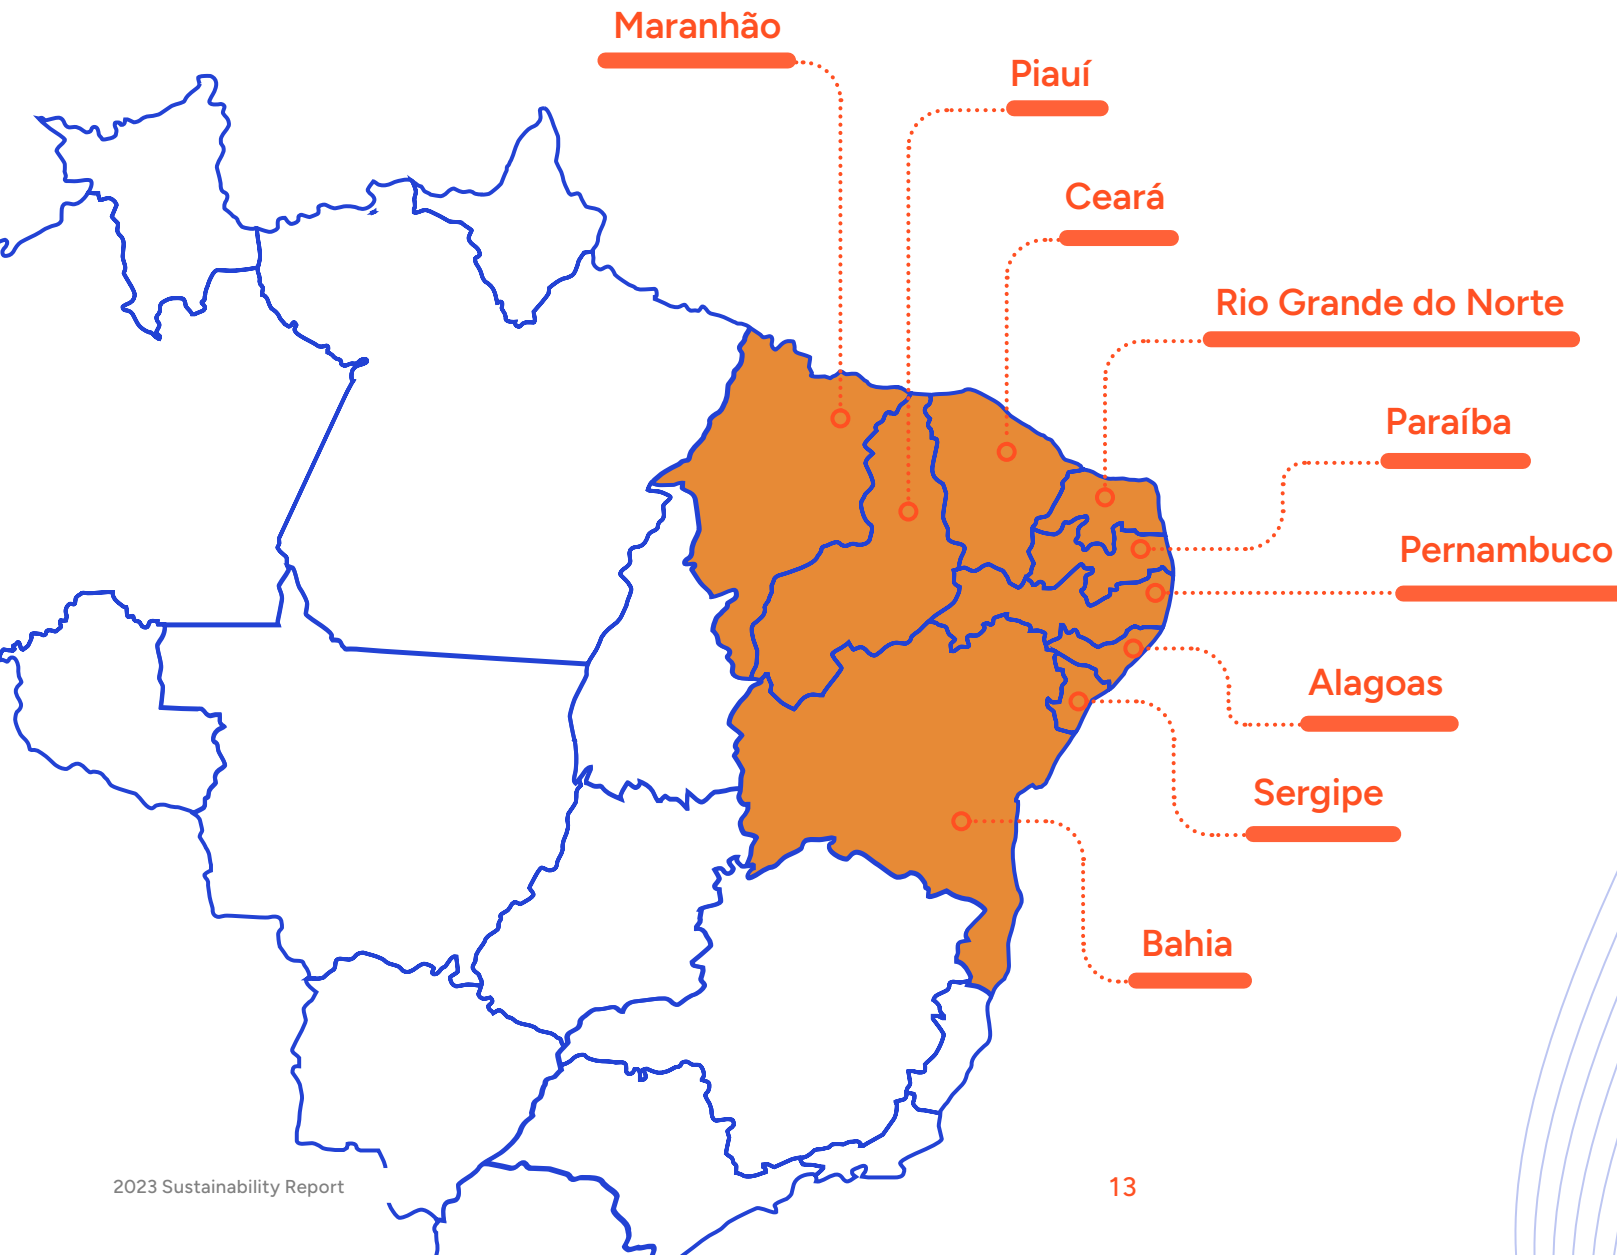 Maranhão
Piauí
Ceará
Rio Grande do Norte
Paraíba
Pernambuco
Alagoas
Sergipe
Bahia
2023 Sustainability Report
13